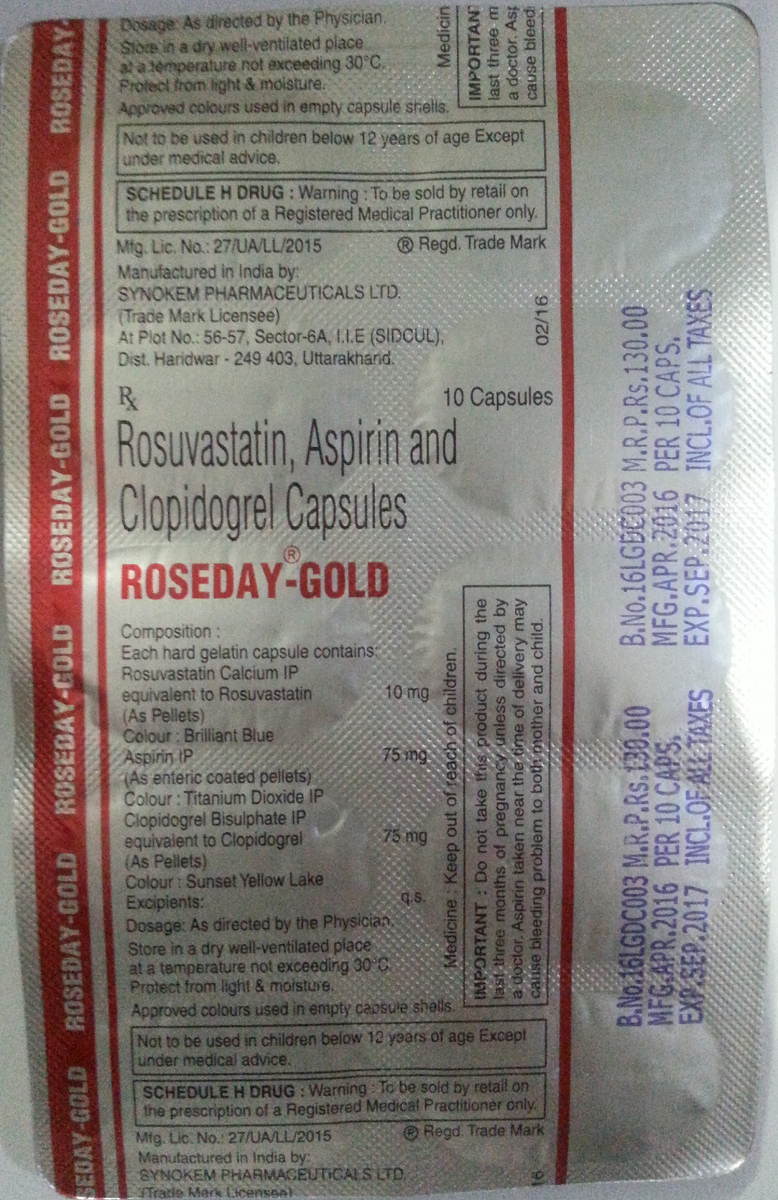 Dosage: As directed by the Physician.
Store in a dry well-ventilated place
at a temperature not exceeding 30°C.
Protect from light & moisture.
Approved colours used in empty capsule shells.
Medicin
IMPORTAN
last three m
a doctor. Asp
cause bleedi
Not to be used in children below 12 years of age Except
under medical advice.
SCHEDULE H DRUG : Warning : To be sold by retail on
the prescription of a Registered Medical Practitioner only.
Mfg. Lic. No.: 27/UA/LL/2015 ® Regd. Trade Mark
Manufactured in India by:
SYNOKEM PHARMACEUTICALS LTD.
(Trade Mark Licensee)
At Plot No.: 56-57, Sector-6A, I.I.E (SIDCUL),
Dist. Haridwar - 249 403, Uttarakhand.
02/16
Rx 10 Capsules
Rosuvastatin, Aspirin and
Clopidogrel Capsules
ROSEDAY®-GOLD
Composition :
Each hard gelatin capsule contains:
Rosuvastatin Calcium IP
equivalent to Rosuvastatin 10 mg
(As Pellets)
Colour : Brilliant Blue
Aspirin IP 75 mg
(As enteric coated pellets)
Colour : Titanium Dioxide IP
Clopidogrel Bisulphate IP
equivalent to Clopidogrel 75 mg
(As Pellets)
Colour : Sunset Yellow Lake
Excipients: q.s.
Dosage: As directed by the Physician.
Store in a dry well-ventilated place
at a temperature not exceeding 30°C.
Protect from light & moisture.
Approved colours used in empty capsule shells.
Medicine : Keep out of reach of children.
IMPORTANT : Do not take this product during the
last three months of pregnancy unless directed by
a doctor. Aspirin taken near the time of delivery may
cause bleeding problem to both mother and child.
Not to be used in children below 12 years of age Except
under medical advice.
SCHEDULE H DRUG : Warning : To be sold by retail on
the prescription of a Registered Medical Practitioner only.
Mfg. Lic. No.: 27/UA/LL/2015 ® Regd. Trade Mark
Manufactured in India by:
SYNOKEM PHARMACEUTICALS LTD.
(Trade Mark Licensee)
16
ROSEDAY-
ROSEDAY-GOLD
ROSEDAY-GOLD
ROSEDAY-GOLD
ROSEDAY-GOLD
SEDAY-GOLD
B.No.16LGDC003 M.R.P.Rs.130.00
MFG.APR.2016 PER 10 CAPS.
EXP.SEP.2017 INCL.OF ALL TAXES
B.No.16LGDC003 M.R.P.Rs.130.00
MFG.APR.2016 PER 10 CAPS.
EXP.SEP.2017 INCL.OF ALL TAXES